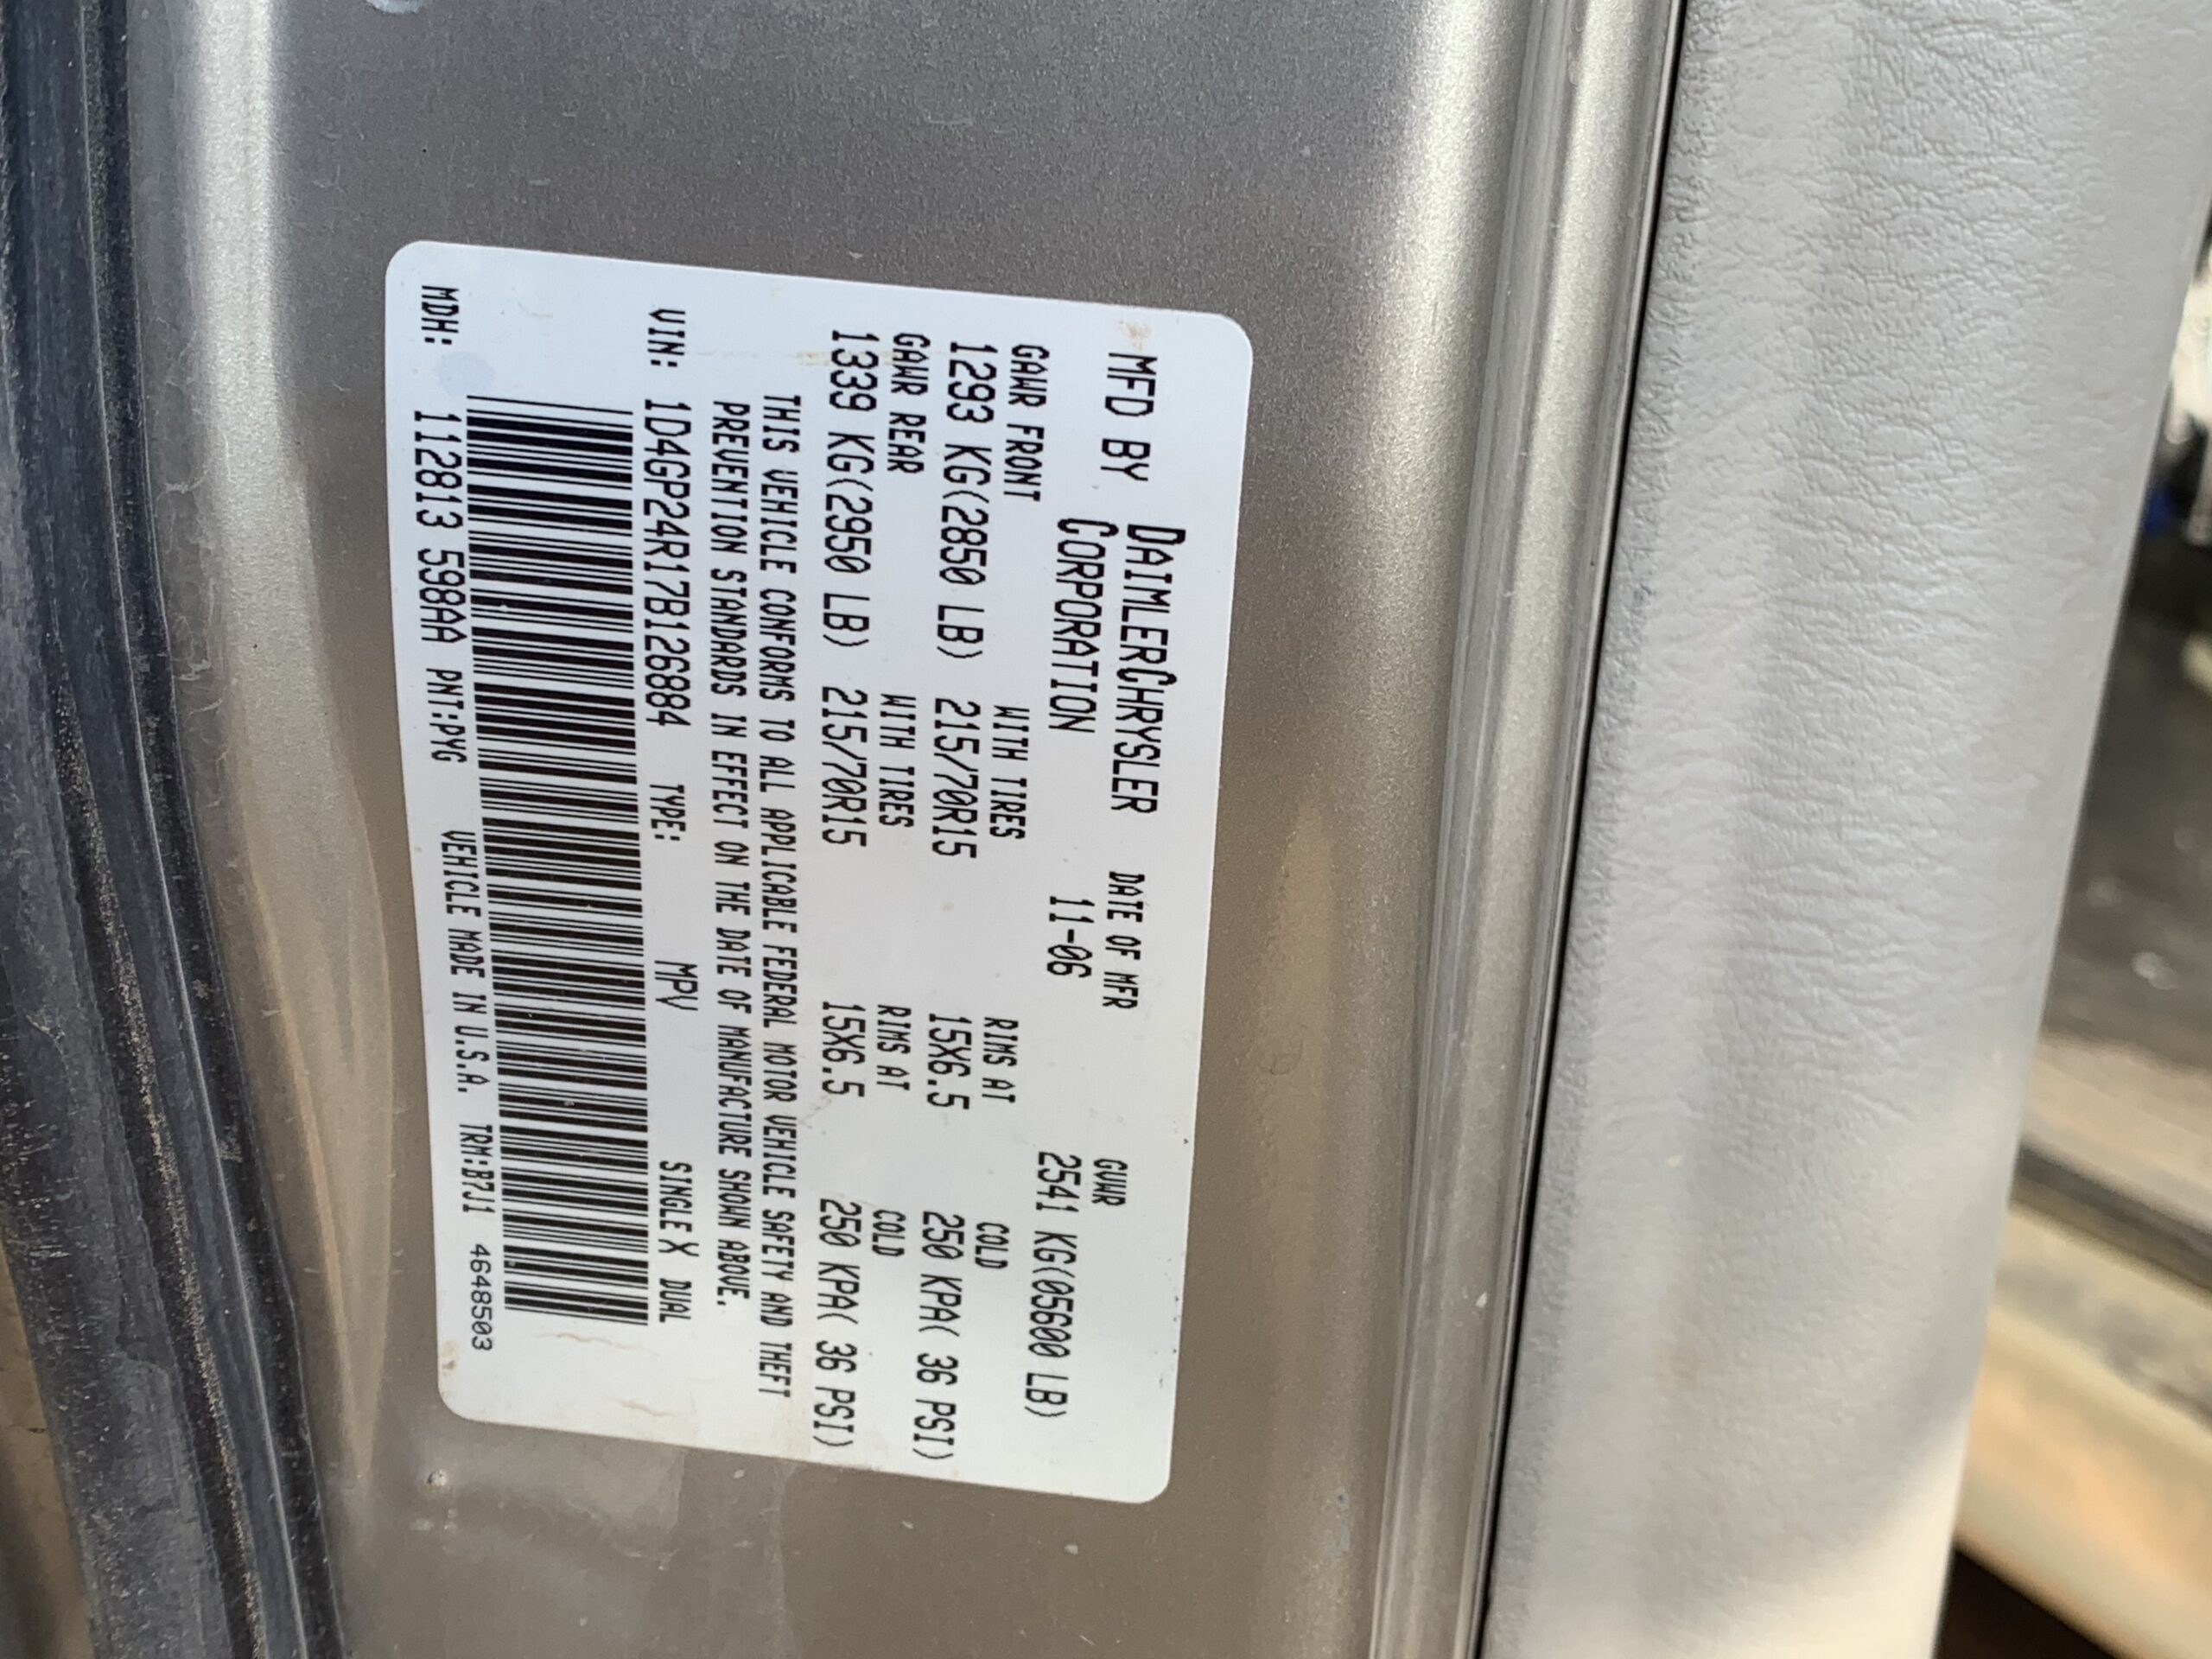 MFD BY DAIMLERCHRYSLER CORPORATION DATE OF MFR 11-06 GVWR 2541 KG(05600 LB)
GAWR FRONT WITH TIRES RIMS AT COLD
1293 KG(2850 LB) 215/70R15 15X6.5 250 KPA( 36 PSI)
GAWR REAR WITH TIRES RIMS AT COLD
1339 KG(2950 LB) 215/70R15 15X6.5 250 KPA( 36 PSI)
THIS VEHICLE CONFORMS TO ALL APPLICABLE FEDERAL MOTOR VEHICLE SAFETY AND THEFT
PREVENTION STANDARDS IN EFFECT ON THE DATE OF MANUFACTURE SHOWN ABOVE.
VIN: 1D4GP24R17B126884 TYPE: MPV SINGLE X DUAL
MDH: 112813 598AA PNT:PYG VEHICLE MADE IN U.S.A. TRM:B7J1 4648503